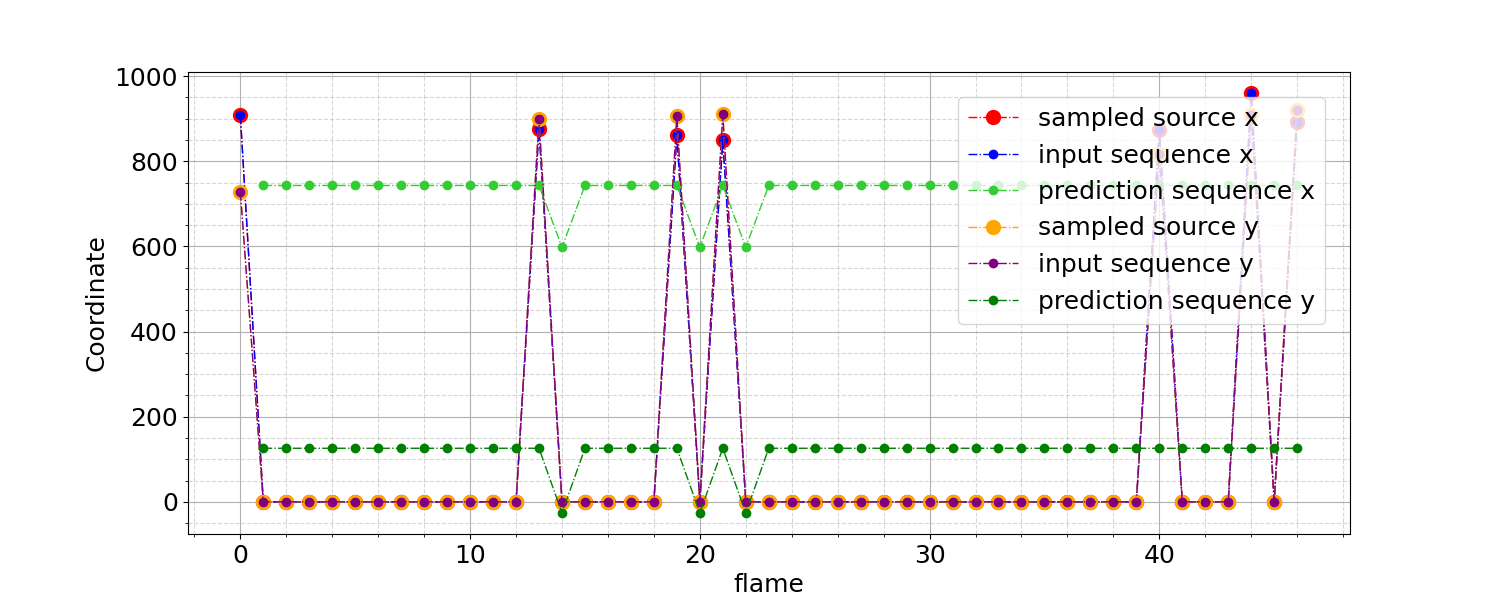 1000
800
600
400
200
0
Coordinate
sampled source x
input sequence x
prediction sequence x
sampled source y
input sequence y
prediction sequence y
0 10 20 30 40
flame